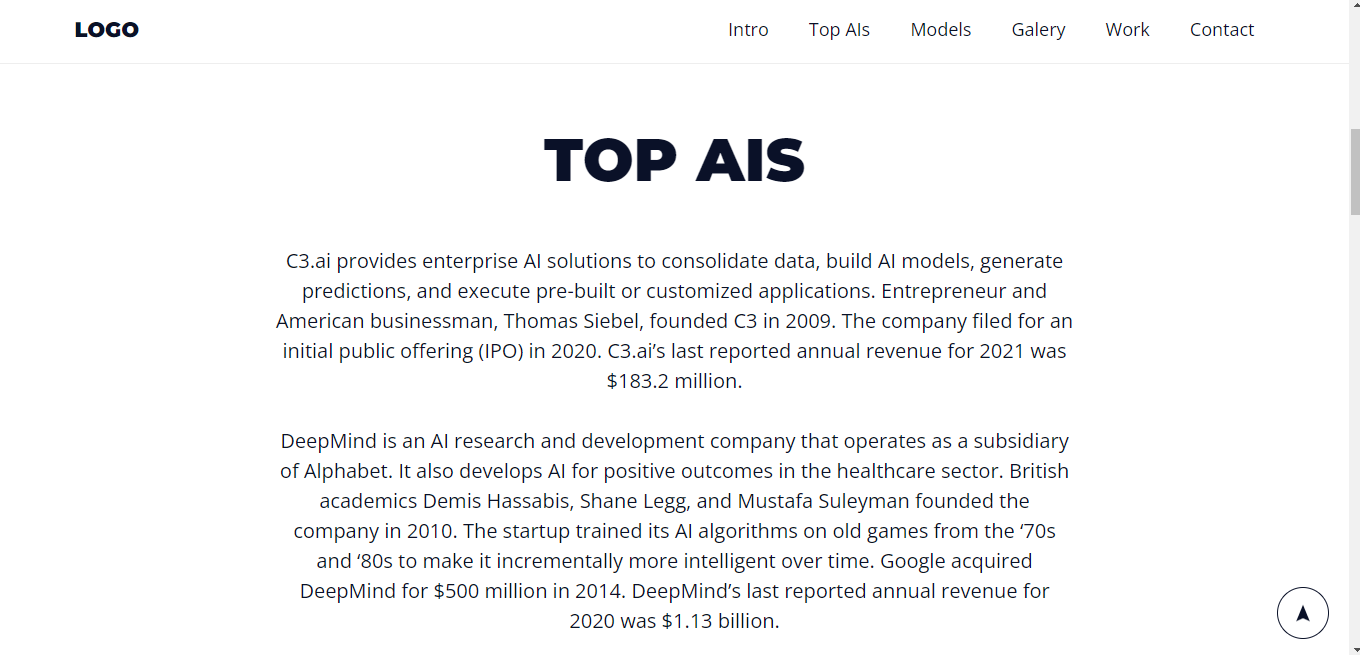 LOGO
Intro Top AIs Models Galery Work Contact
TOP AIS
C3.ai provides enterprise AI solutions to consolidate data, build AI models, generate
predictions, and execute pre-built or customized applications. Entrepreneur and
American businessman, Thomas Siebel, founded C3 in 2009. The company filed for an
initial public offering (IPO) in 2020. C3.ai’s last reported annual revenue for 2021 was
$183.2 million.
DeepMind is an AI research and development company that operates as a subsidiary
of Alphabet. It also develops AI for positive outcomes in the healthcare sector. British
academics Demis Hassabis, Shane Legg, and Mustafa Suleyman founded the
company in 2010. The startup trained its AI algorithms on old games from the ‘70s
and ‘80s to make it incrementally more intelligent over time. Google acquired
DeepMind for $500 million in 2014. DeepMind’s last reported annual revenue for
2020 was $1.13 billion.